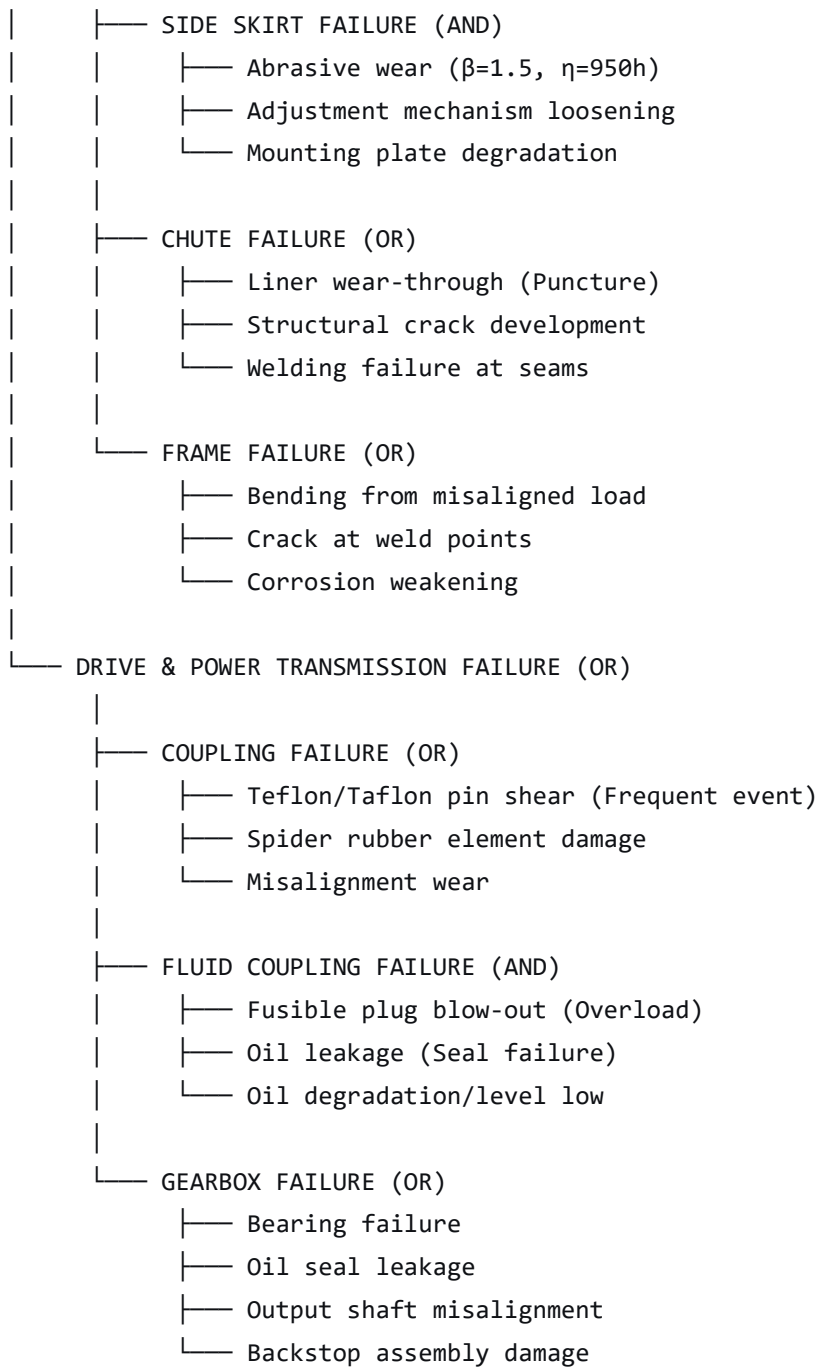 │     ├─── SIDE SKIRT FAILURE (AND)
│     │     ├─── Abrasive wear (β=1.5, η=950h)
│     │     ├─── Adjustment mechanism loosening
│     │     └─── Mounting plate degradation
│     │
│     ├─── CHUTE FAILURE (OR)
│     │     ├─── Liner wear-through (Puncture)
│     │     ├─── Structural crack development
│     │     └─── Welding failure at seams
│     │
│     └─── FRAME FAILURE (OR)
│           ├─── Bending from misaligned load
│           ├─── Crack at weld points
│           └─── Corrosion weakening
│
└─── DRIVE & POWER TRANSMISSION FAILURE (OR)
      │
      ├─── COUPLING FAILURE (OR)
      │     ├─── Teflon/Taflon pin shear (Frequent event)
      │     ├─── Spider rubber element damage
      │     └─── Misalignment wear
      │
      ├─── FLUID COUPLING FAILURE (AND)
      │     ├─── Fusible plug blow-out (Overload)
      │     ├─── Oil leakage (Seal failure)
      │     └─── Oil degradation/level low
      │
      └─── GEARBOX FAILURE (OR)
            ├─── Bearing failure
            ├─── Oil seal leakage
            ├─── Output shaft misalignment
            └─── Backstop assembly damage